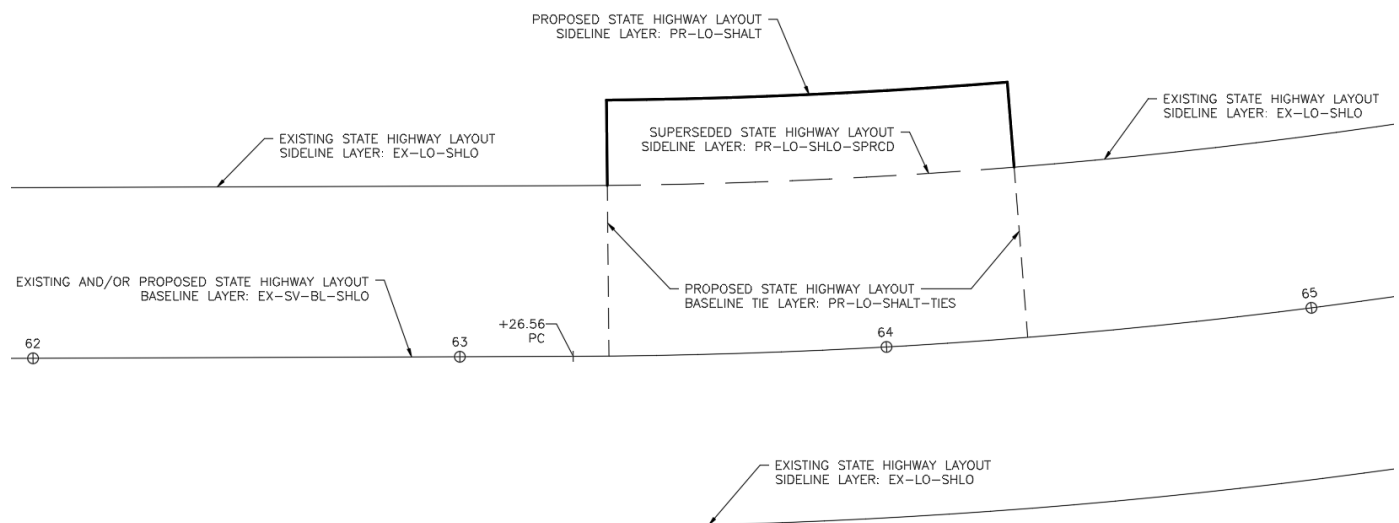 PROPOSED STATE HIGHWAY LAYOUT
SIDELINE LAYER: PR-LO-SHALT
EXISTING STATE HIGHWAY LAYOUT
SIDELINE LAYER: EX-LO-SHLO
SUPERSEDED STATE HIGHWAY LAYOUT
SIDELINE LAYER: PR-LO-SHLO-SPRCD
EXISTING STATE HIGHWAY LAYOUT
SIDELINE LAYER: EX-LO-SHLO
EXISTING AND/OR PROPOSED STATE HIGHWAY LAYOUT
BASELINE LAYER: EX-SV-BL-SHLO
PROPOSED STATE HIGHWAY LAYOUT
BASELINE TIE LAYER: PR-LO-SHALT-TIES
62
63
+26.56
PC
64
65
EXISTING STATE HIGHWAY LAYOUT
SIDELINE LAYER: EX-LO-SHLO